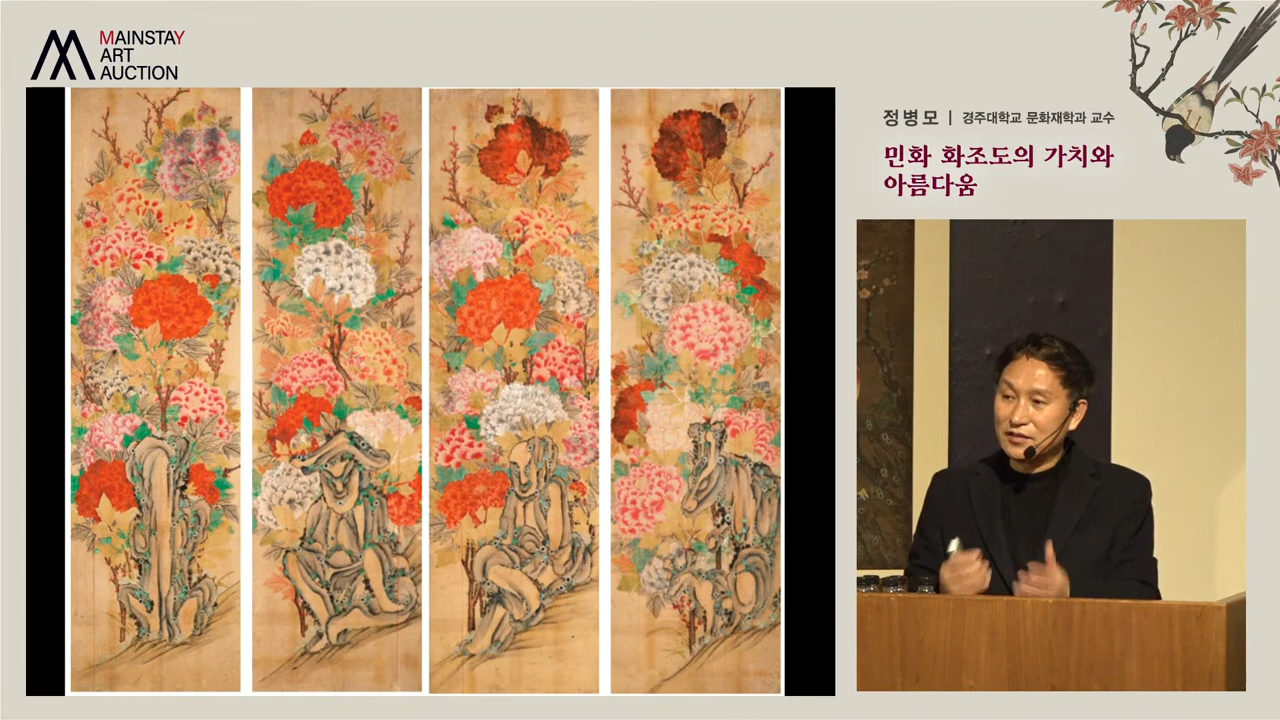 MAINSTAY
ART
AUCTION
정병모 | 경주대학교 문화재학과 교수
민화 화조도의 가치와
아름다움